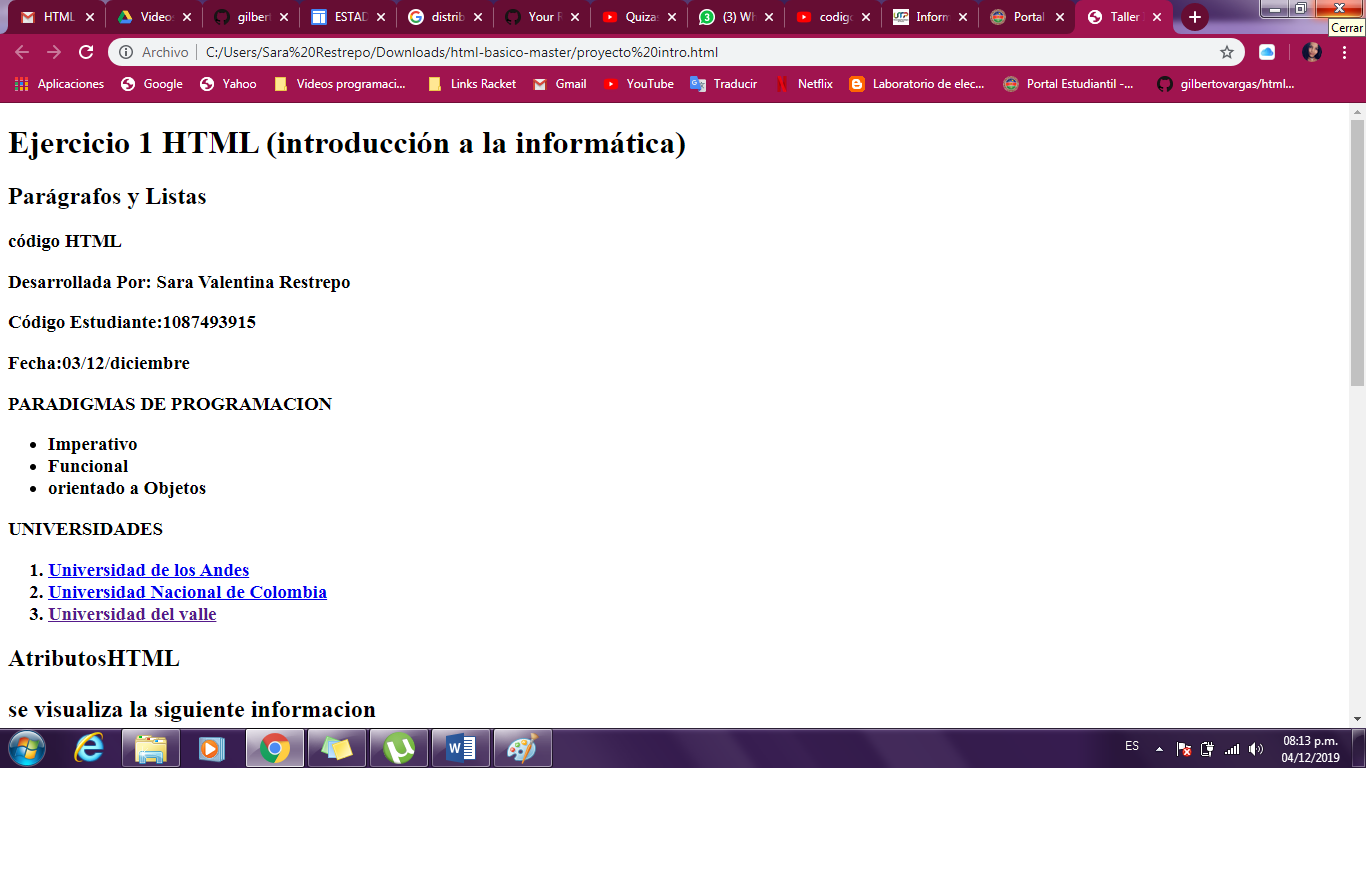 HTML Video: gilber ESTAD distrib Your R Quiza: (3) Wh codigo UTP Inform Portal Taller
Cerrar
Archivo C:/Users/Sara%20Restrepo/Downloads/html-basico-master/proyecto%20intro.html
Aplicaciones Google Yahoo Videos programaci... Links Racket Gmail YouTube Traducir Netflix Laboratorio de elec... Portal Estudiantil -... gilbertovargas/html...
Ejercicio 1 HTML (introducción a la informática)
Parágrafos y Listas
código HTML
Desarrollada Por: Sara Valentina Restrepo
Código Estudiante:1087493915
Fecha:03/12/diciembre
PARADIGMAS DE PROGRAMACION
• Imperativo
• Funcional
• orientado a Objetos
UNIVERSIDADES
1. Universidad de los Andes
2. Universidad Nacional de Colombia
3. Universidad del valle
AtributosHTML
se visualiza la siguiente informacion
ES
08:13 p.m.
04/12/2019